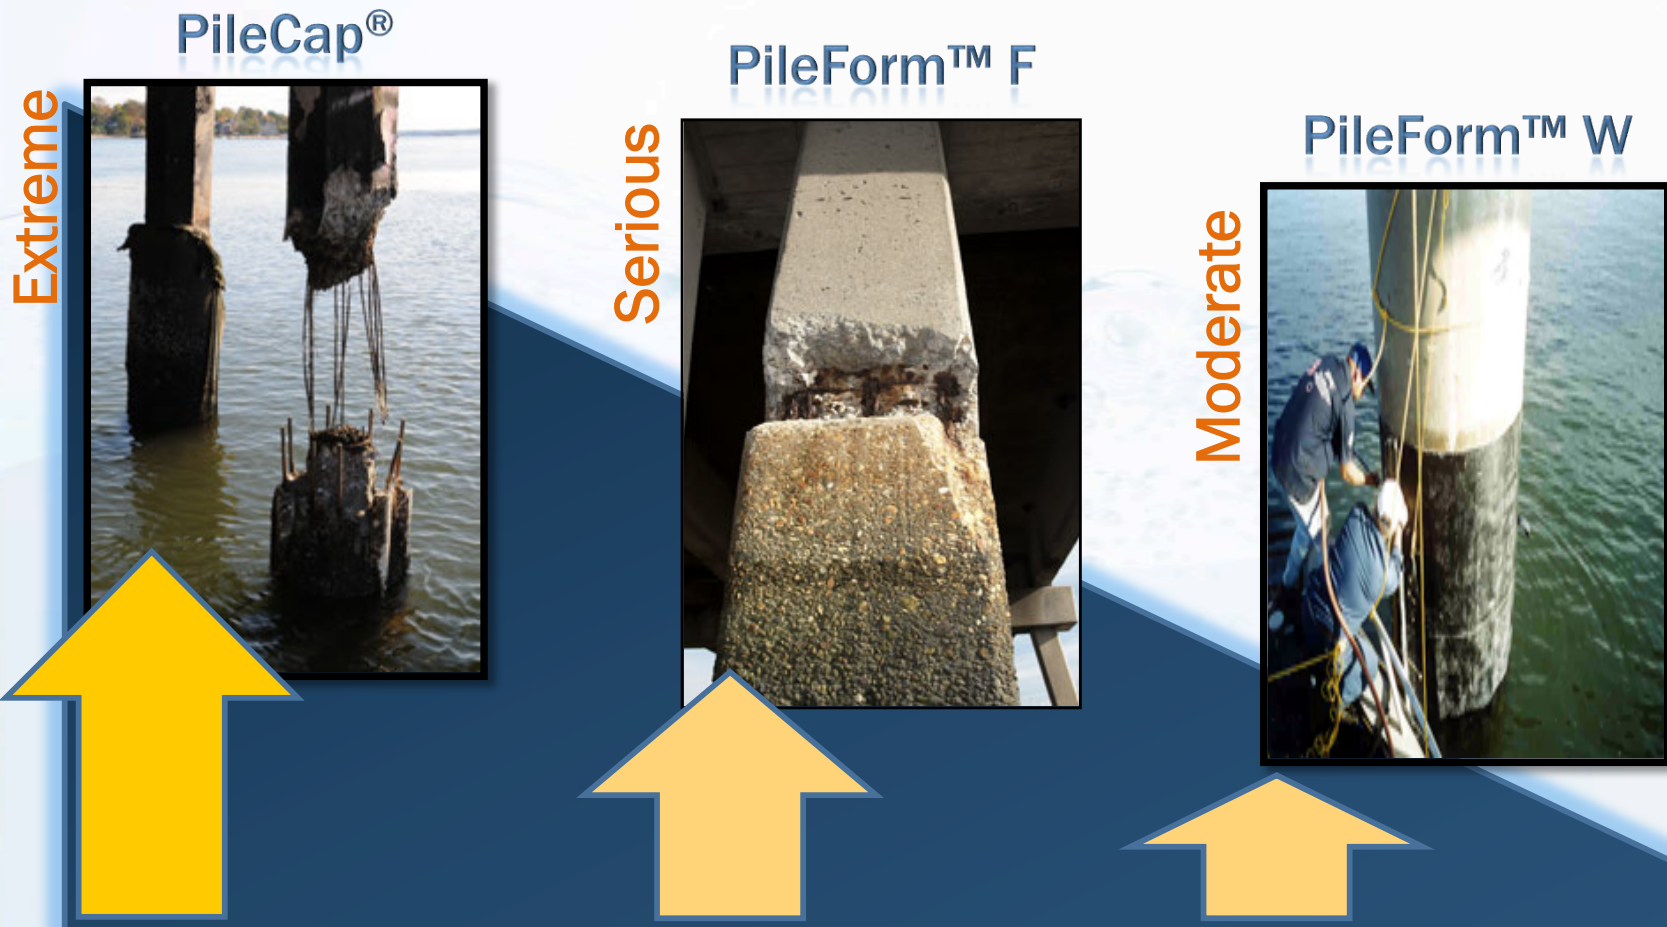 PileCap®
Extreme
PileForm™ F
Serious
PileForm™ W
Moderate